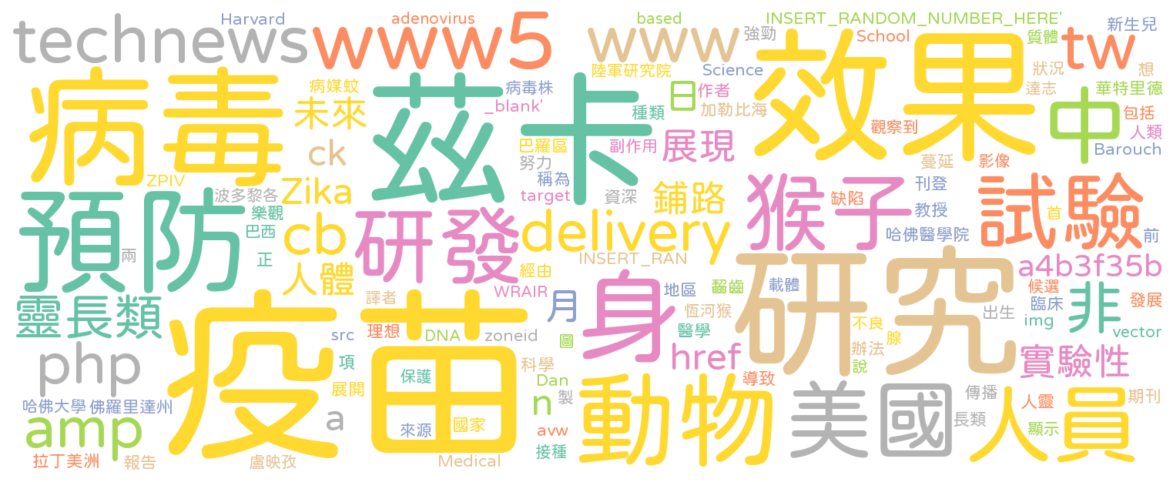 Harvard adenovirus based INSERT_RANDOM_NUMBER_HERE' 新生兒
technews www5 www 強勁 School 質體 tw
病媒蚊 病毒株 陸軍研究院 Science 狀況 想
病毒 未來 _blank' 茲卡 種類 日 作者 加勒比海 效果 達志 華特里德
觀察到 中 包括 人類
ck 巴羅區 副作用 展現 Barouch
努力 蔓延 影像
ZPIV 稱為
波多黎各 Zika target 資深 鋪路 猴子 缺陷 刊登 試驗
預防 樂觀 教授 首
兩 巴西 cb 研發 delivery 哈佛醫學院 前
正 INSERT_RAN
人體 經由 研究 a4b3f35b
譯者 WRAIR 月 身 地區 載體 候選 發展
靈長類 齧齒 恆河猴 出生 臨床 非
src 理想 DNA zoneid 醫學 不良 img vector
php 項 圖 href 辦法 腺 實驗性
疫苗 保護 科學 說
展開 Dan 導致
哈佛大學 佛羅里達州 a n 製 動物 美國 傳播 人員 人靈 期刊
amp 來源 國家 avw 長類 顯示
拉丁美洲 報告 盧映孜 Medical 接種